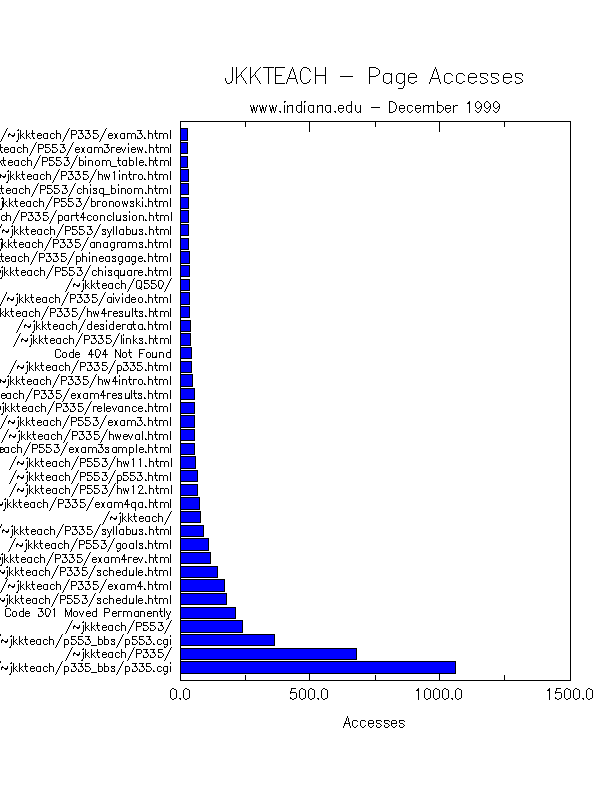 JKKTEACH – Page Accesses
www.indiana.edu – December 1999
/~jkkteach/P335/exam3.html
teach/P553/exam3review.html
kteach/P553/binom_table.html
~jkkteach/P335/hw1intro.html
teach/P553/chisq_binom.html
jkkteach/P553/bronowski.html
ch/P335/part4conclusion.html
/~jkkteach/P553/syllabus.html
~jkkteach/P335/anagrams.html
teach/P335/phineasgage.html
~jkkteach/P553/chisquare.html
/~jkkteach/Q550/
/~jkkteach/P335/aivideo.html
jkkteach/P335/hw4results.html
/~jkkteach/desiderata.html
/~jkkteach/P335/links.html
Code 404 Not Found
/~jkkteach/P335/p335.html
~jkkteach/P335/hw4intro.html
each/P335/exam4results.html
~jkkteach/P335/relevance.html
/~jkkteach/P553/exam3.html
/~jkkteach/P335/hweval.html
each/P553/exam3sample.html
/~jkkteach/P553/hw11.html
/~jkkteach/P553/p553.html
/~jkkteach/P553/hw12.html
~jkkteach/P335/exam4qa.html
/~jkkteach/
/~jkkteach/P335/syllabus.html
/~jkkteach/P553/goals.html
jkkteach/P335/exam4rev.html
~jkkteach/P335/schedule.html
/~jkkteach/P335/exam4.html
~jkkteach/P553/schedule.html
Code 301 Moved Permanently
/~jkkteach/P553/
~jkkteach/p553_bbs/p553.cgi
/~jkkteach/P335/
~jkkteach/p335_bbs/p335.cgi
0.0 500.0 1000.0 1500.0
Accesses